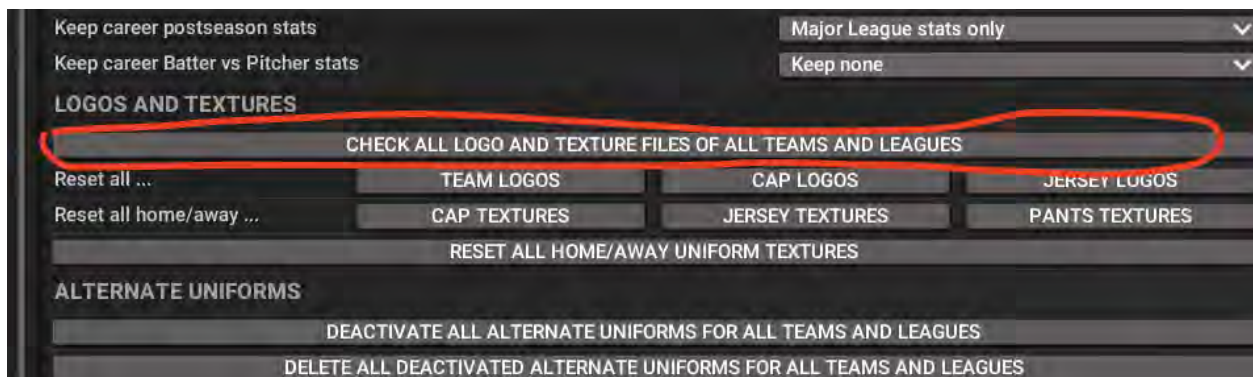 Keep career postseason stats Major League stats only
Keep career Batter vs Pitcher stats Keep none
LOGOS AND TEXTURES
CHECK ALL LOGO AND TEXTURE FILES OF ALL TEAMS AND LEAGUES
Reset all ... TEAM LOGOS CAP LOGOS JERSEY LOGOS
Reset all home/away ... CAP TEXTURES JERSEY TEXTURES PANTS TEXTURES
RESET ALL HOME/AWAY UNIFORM TEXTURES
ALTERNATE UNIFORMS
DEACTIVATE ALL ALTERNATE UNIFORMS FOR ALL TEAMS AND LEAGUES
DELETE ALL DEACTIVATED ALTERNATE UNIFORMS FOR ALL TEAMS AND LEAGUES